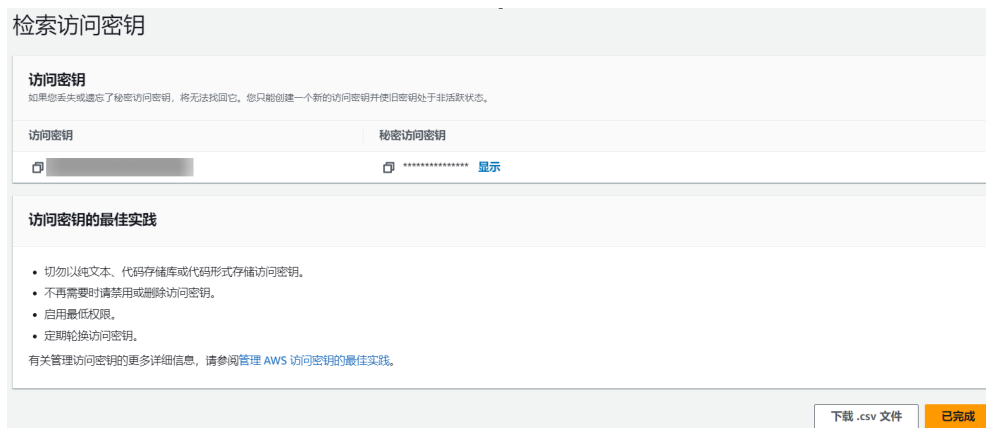 检索访问密钥
访问密钥
如果您丢失或遗忘了秘密访问密钥，将无法找回它。您只能创建一个新的访问密钥并使旧密钥处于非活跃状态。
访问密钥 秘密访问密钥
*************** 显示
访问密钥的最佳实践
• 切勿以纯文本、代码存储库或代码形式存储访问密钥。
• 不再需要时请禁用或删除访问密钥。
• 启用最低权限。
• 定期轮换访问密钥。
有关管理访问密钥的更多详细信息，请参阅管理 AWS 访问密钥的最佳实践。
下载 .csv 文件 已完成